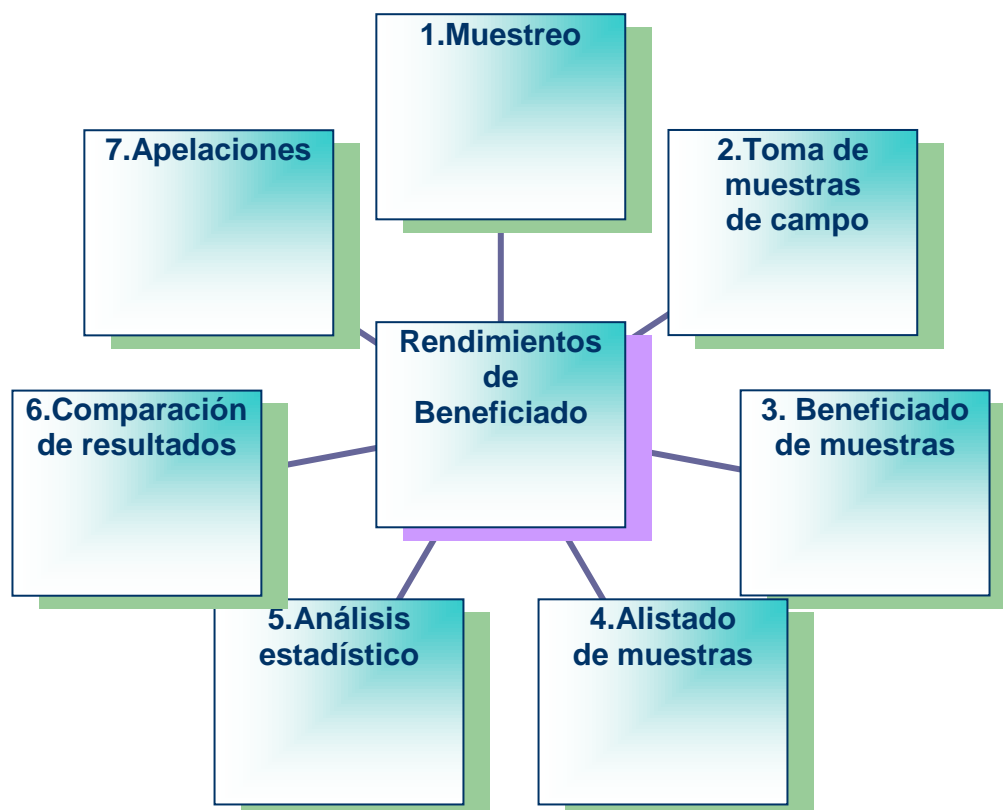 1.Muestreo
2.Toma de
muestras
de campo
3. Beneficiado
de muestras
4.Alistado
de muestras
5.Análisis
estadístico
6.Comparación
de resultados
7.Apelaciones
Rendimientos
de
Beneficiado